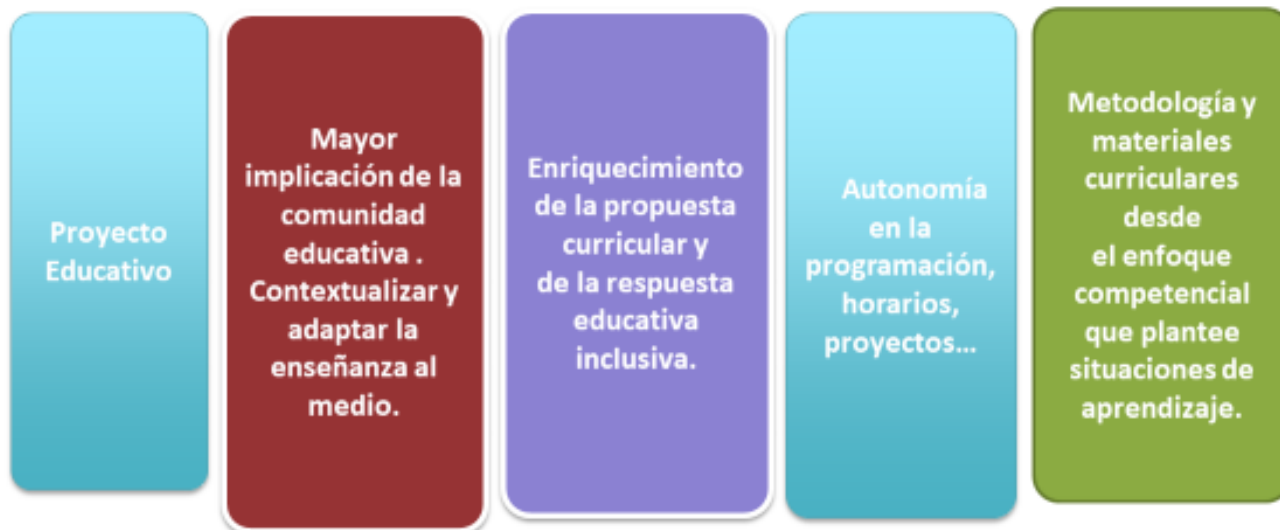 Proyecto
Educativo
Mayor
implicación de la
comunidad
educativa .
Contextualizar y
adaptar la
enseñanza al
medio.
Enriquecimiento
de la propuesta
curricular y
de la respuesta
educativa
inclusiva.
Autonomía
en la
programación,
horarios,
proyectos...
Metodología y
materiales
curriculares
desde
el enfoque
competencial
que plantee
situaciones de
aprendizaje.